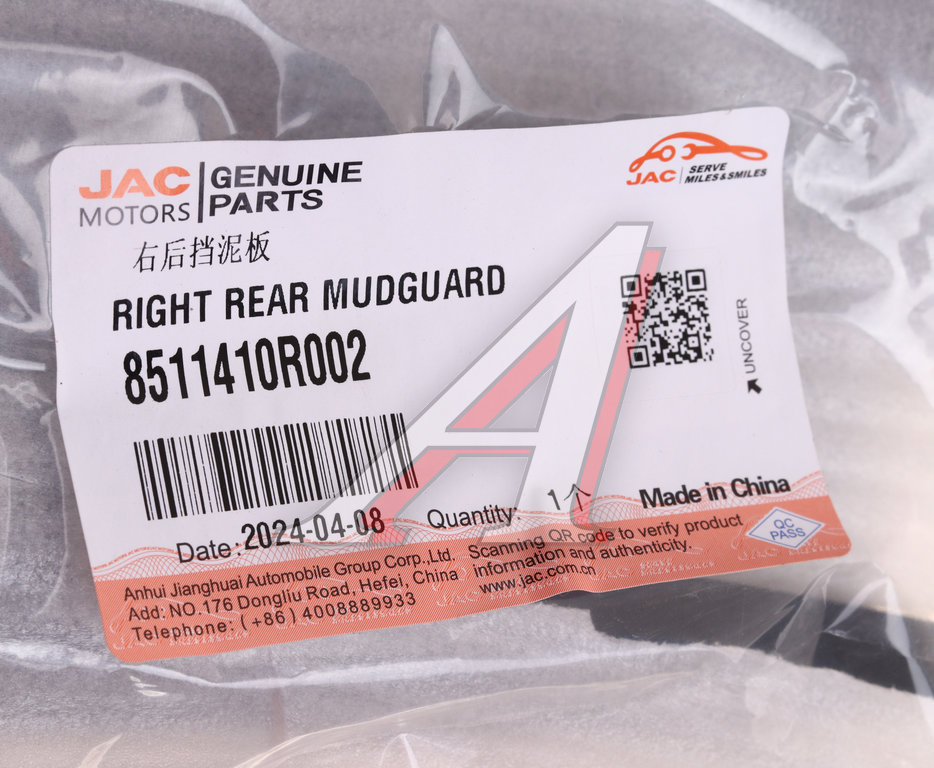 JAC MOTORS
GENUINE PARTS
JAC
SERVE
MILES&SMILES
右后挡泥板
RIGHT REAR MUDGUARD
8511410R002
UNCOVER
Date:2024-04-08
Quantity: 1个
Made in China
QC PASS
Anhui Jianghuai Automobile Group Corp.,Ltd.
Add: NO.176 Dongliu Road, Hefei, China
Telephone: (+86) 4008889933
Scanning QR code to verify product
information and authenticity.
www.jac.com.cn